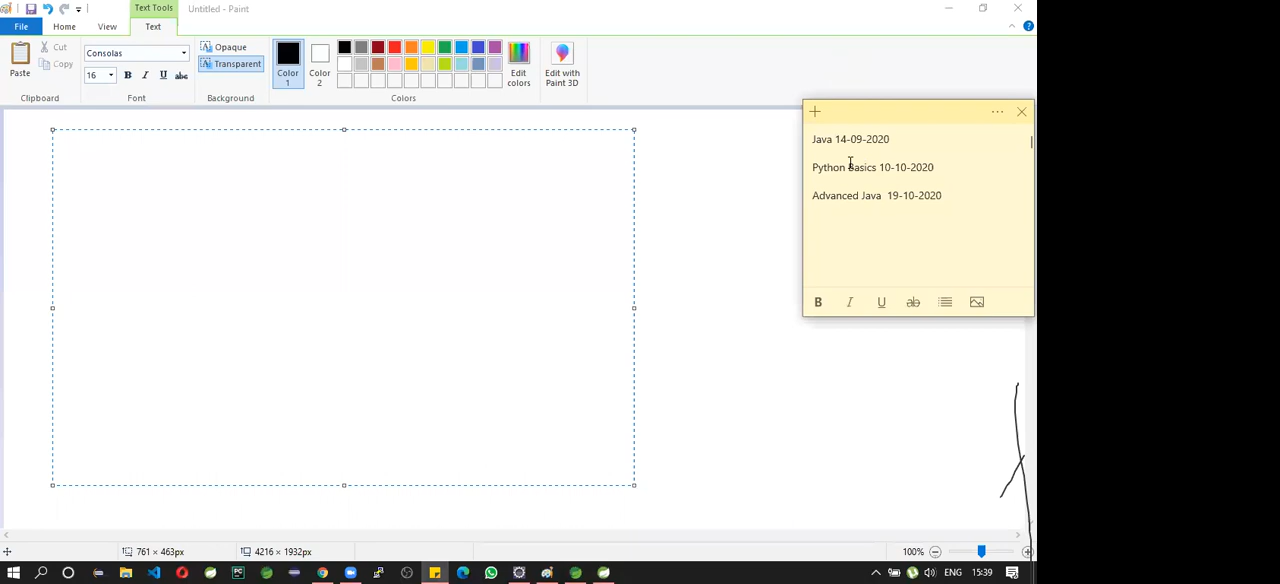 Text Tools
Untitled - Paint
File
Home
View
Text
Paste
Cut
Copy
Clipboard
Consolas
16
B I U abc
Font
Opaque
Transparent
Background
Color 1
Color 2
Colors
Edit colors
Edit with Paint 3D
Java 14-09-2020
Python Basics 10-10-2020
Advanced Java 19-10-2020
B I U ab
761 × 463px
4216 × 1932px
100%
PC
ENG
15:39